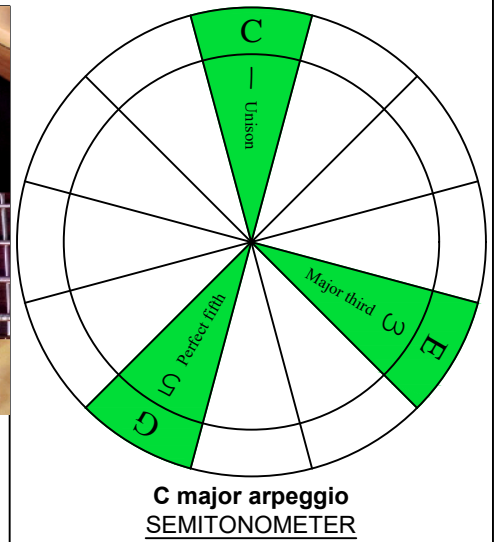 C
1 Unison
Major third 3
E
Perfect fifth
5
G
C major arpeggio
SEMITONOMETER